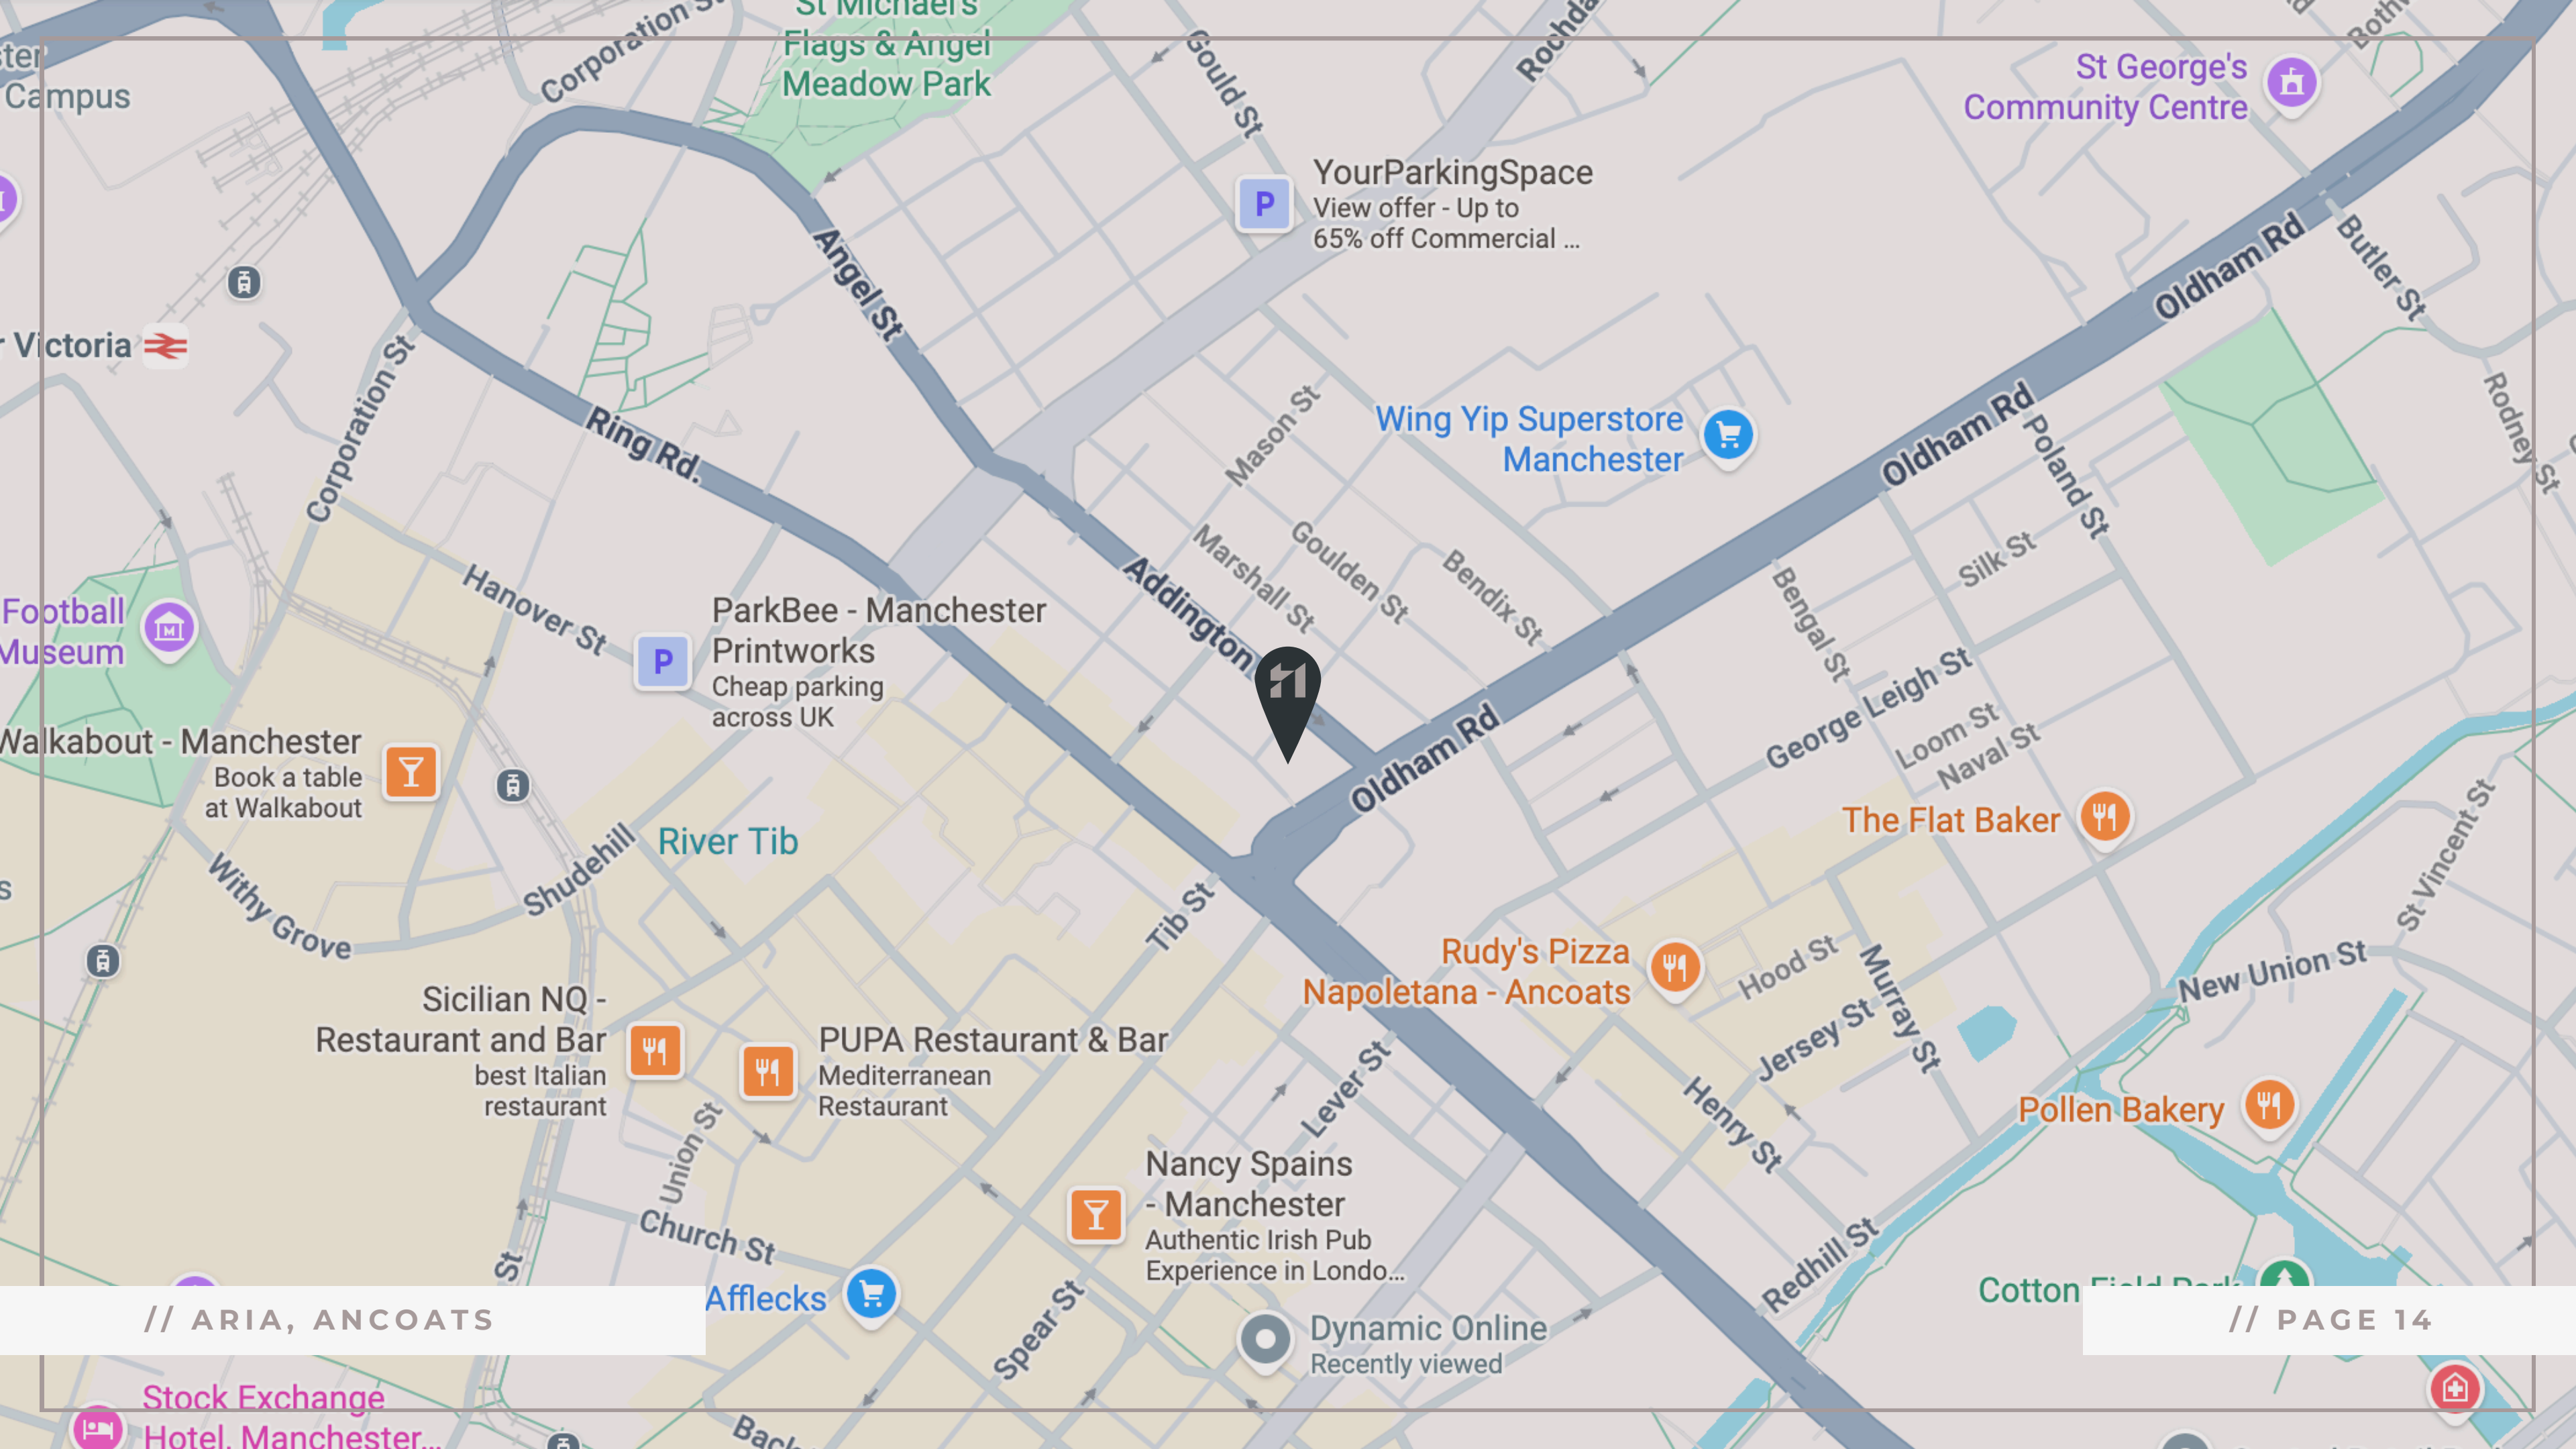 St Michael's
Flags & Angel
Meadow Park
Corporation St
Gould St
Rochda
Campus
St George's
Community Centre
YourParkingSpace
View offer - Up to
65% off Commercial ...
Angel St
Oldham Rd
Butler St
Victoria
Corporation St
Ring Rd.
Mason St
Wing Yip Superstore
Manchester
Oldham Rd
Poland St
Rodney St
Marshall St
Goulden St
Bendix St
Silk St
Hanover St
Addington
Bengal St
Football
Museum
P
ParkBee - Manchester
Printworks
Cheap parking
across UK
P
George Leigh St
Loom St
Naval St
Walkabout - Manchester
Book a table
at Walkabout
Oldham Rd
River Tib
The Flat Baker
St Vincent St
Shudehill
Withy Grove
Tib St
Rudy's Pizza
Napoletana - Ancoats
Hood St
Murray St
New Union St
Jersey St
Sicilian NQ -
Restaurant and Bar
best Italian
restaurant
PUPA Restaurant & Bar
Mediterranean
Restaurant
Lever St
Henry St
Pollen Bakery
Union St
Nancy Spains
- Manchester
Authentic Irish Pub
Experience in Londo...
Church St
St
Redhill St
Cotton Field Park
Afflecks
Spear St
Dynamic Online
Recently viewed
// ARIA, ANCOATS
// PAGE 14
Stock Exchange
Hotel, Manchester...